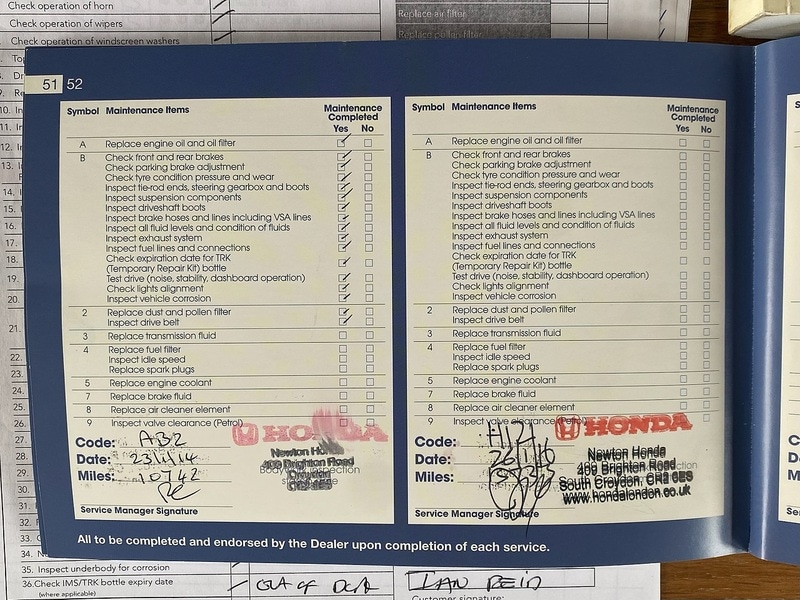 Check operation of horn
Check operation of wipers
Check operation of windscreen washers
Replace air filter
Replace pollen filter
51 52
Symbol Maintenance Items Maintenance Completed
Yes No
A Replace engine oil and oil filter
B Check front and rear brakes
Check parking brake adjustment
Check tyre condition pressure and wear
Inspect tie-rod ends, steering gearbox and boots
Inspect suspension components
Inspect driveshaft boots
Inspect brake hoses and lines including VSA lines
Inspect all fluid levels and condition of fluids
Inspect exhaust system
Inspect fuel lines and connections
Check expiration date for TRK
(Temporary Repair Kit) bottle
Test drive (noise, stability, dashboard operation)
Check lights alignment
Inspect vehicle corrosion
2 Replace dust and pollen filter
Inspect drive belt
3 Replace transmission fluid
4 Replace fuel filter
Inspect idle speed
Replace spark plugs
5 Replace engine coolant
7 Replace brake fluid
8 Replace air cleaner element
9 Inspect valve clearance (Petrol)
Code: AB2
Date: 23/1/14
Miles: 10742
HONDA
Newton Honda
400 Brighton Road
Croydon
CR2 6ES
Service Manager Signature
Symbol Maintenance Items Maintenance Completed
Yes No
A Replace engine oil and oil filter
B Check front and rear brakes
Check parking brake adjustment
Check tyre condition pressure and wear
Inspect tie-rod ends, steering gearbox and boots
Inspect suspension components
Inspect driveshaft boots
Inspect brake hoses and lines including VSA lines
Inspect all fluid levels and condition of fluids
Inspect exhaust system
Inspect fuel lines and connections
Check expiration date for TRK
(Temporary Repair Kit) bottle
Test drive (noise, stability, dashboard operation)
Check lights alignment
Inspect vehicle corrosion
2 Replace dust and pollen filter
Inspect drive belt
3 Replace transmission fluid
4 Replace fuel filter
Inspect idle speed
Replace spark plugs
5 Replace engine coolant
7 Replace brake fluid
8 Replace air cleaner element
9 Inspect valve clearance (Petrol)
Code:
Date:
Miles:
HONDA
Newton Honda
400 Brighton Road
South Croydon, CR2 6ES
www.hondalondon.co.uk
Service Manager Signature
All to be completed and endorsed by the Dealer upon completion of each service.
35. Inspect underbody for corrosion
36.Check IMS/TRK bottle expiry date
(where applicable)
OUT OF DATE
IAN REID
Customer signature: